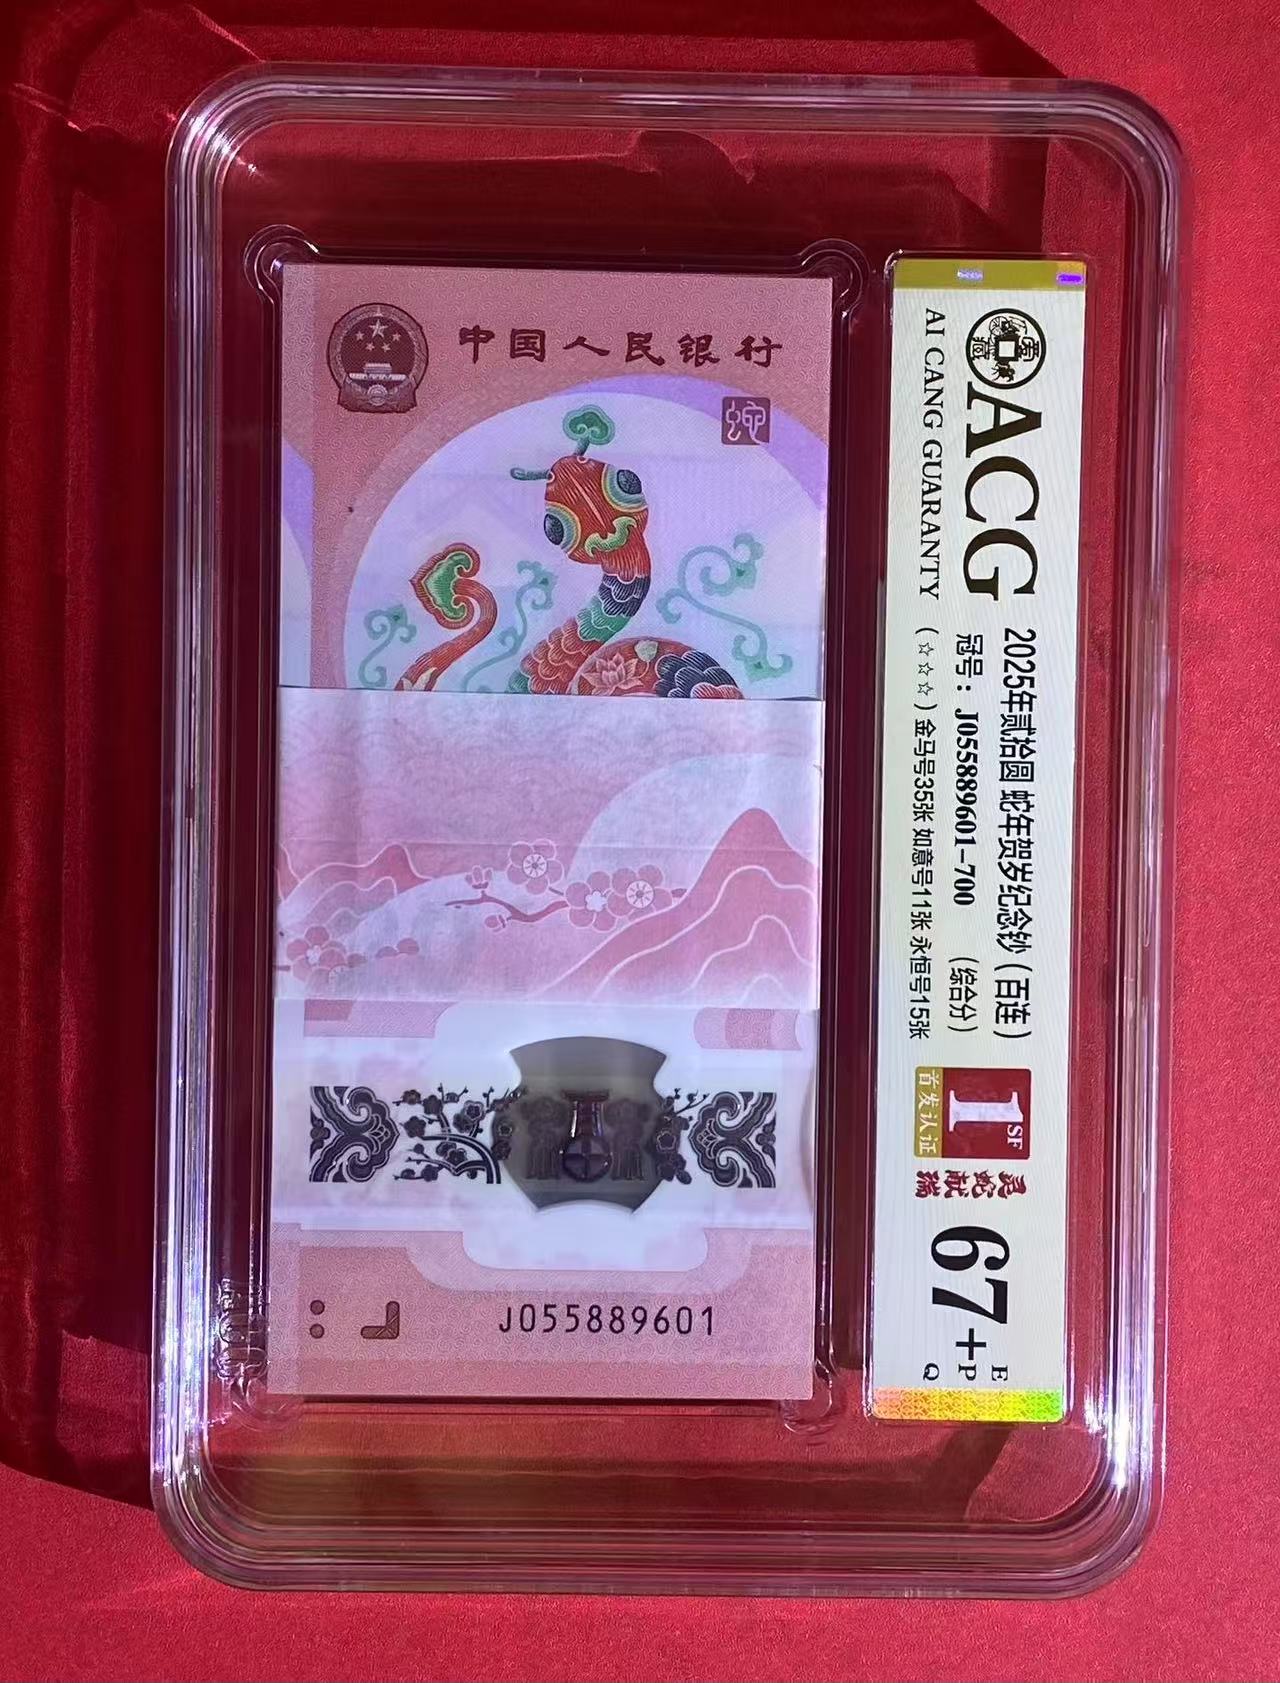 中国人民银行
蛇
J055889601
爱藏
ACG
AI CANG GUARANTY
2025年贰拾圆 蛇年贺岁纪念钞（百连）
冠号：J055889601-700 （综合分）
（☆☆☆）金马号35张 如意号11张 永恒号15张
1SF
首发认证
灵蛇献瑞
67+
E
P
Q